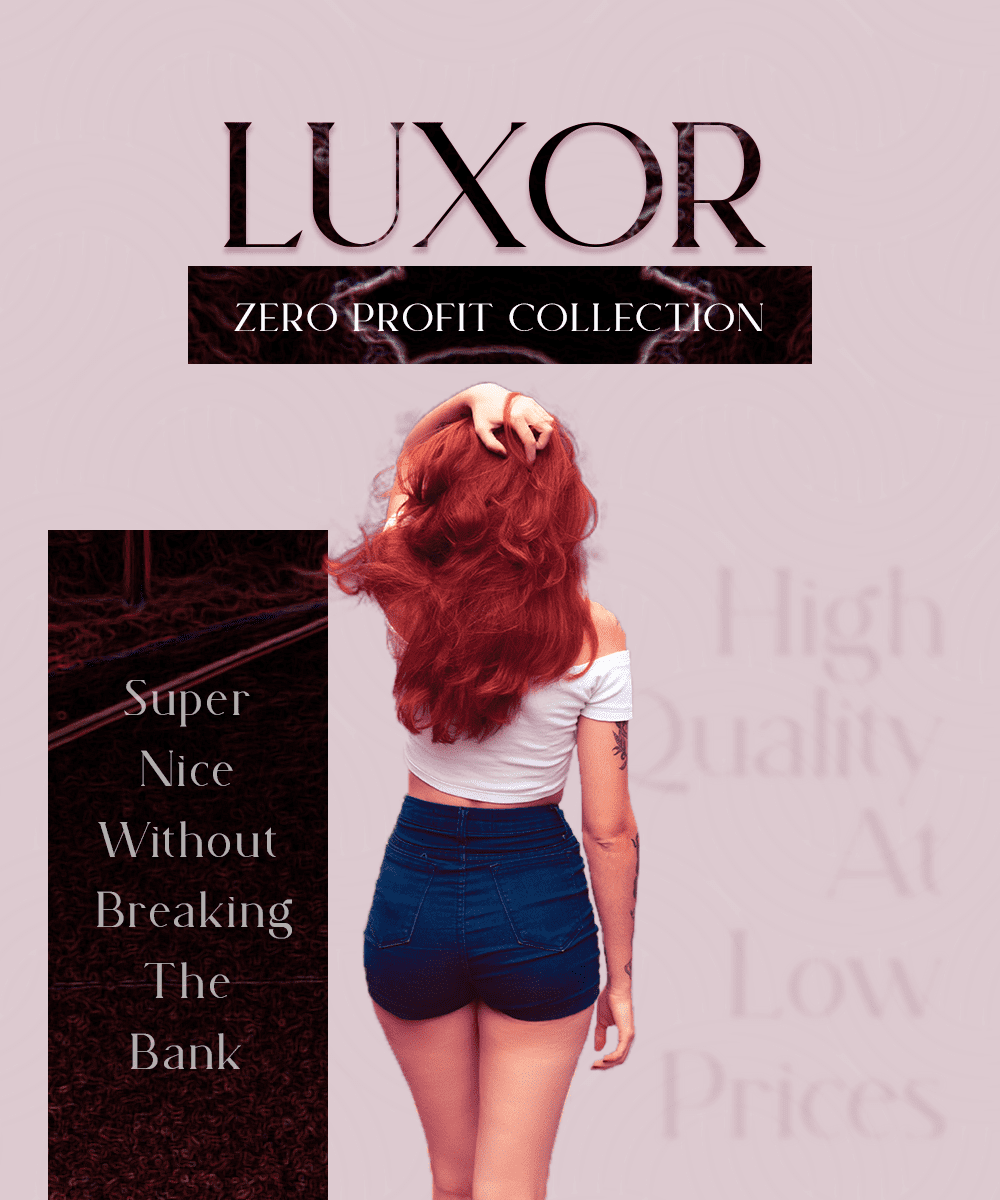 LUXOR
ZERO PROFIT COLLECTION
Super
Nice
Without
Breaking
The
Bank
High
Quality
At
Low
Prices